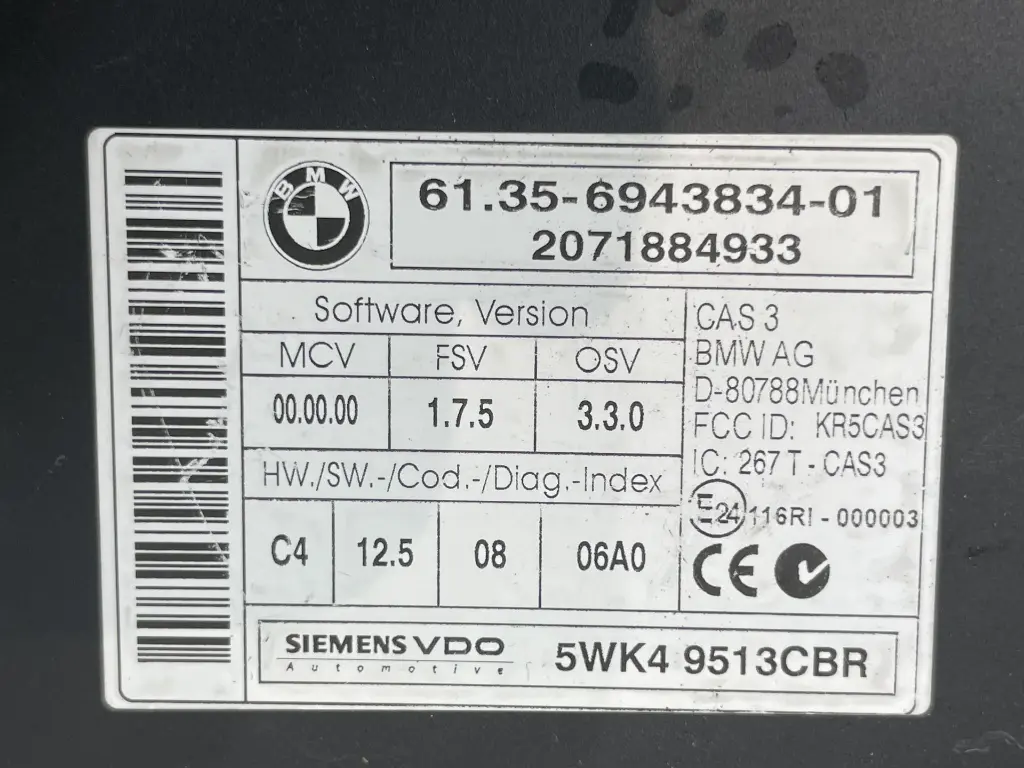 BMW
61.35-6943834-01
2071884933
Software, Version
MCV FSV OSV
00.00.00 1.7.5 3.3.0
HW./SW.-/Cod.-/Diag.-Index
C4 12.5 08 06A0
CAS 3
BMW AG
D-80788München
FCC ID: KR5CAS3
IC: 267 T - CAS3
E24 116RI - 000003
CE
SIEMENS VDO
Automotive
5WK4 9513CBR